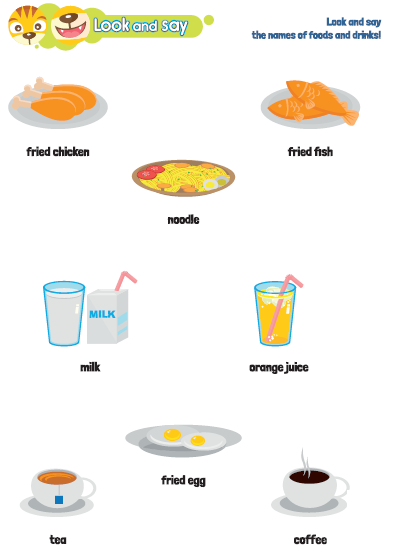 Look and say
Look and say
the names of foods and drinks!
fried chicken
fried fish
noodle
MILK
milk
orange juice
fried egg
tea
coffee